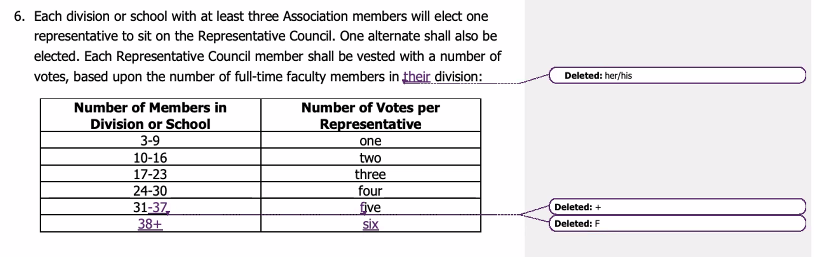 6. Each division or school with at least three Association members will elect one
representative to sit on the Representative Council. One alternate shall also be
elected. Each Representative Council member shall be vested with a number of
votes, based upon the number of full-time faculty members in their division:
Deleted: her/his
Number of Members in Division or School Number of Votes per Representative
3-9 one
10-16 two
17-23 three
24-30 four
31-37, five
Deleted: +
38+ six
Deleted: F